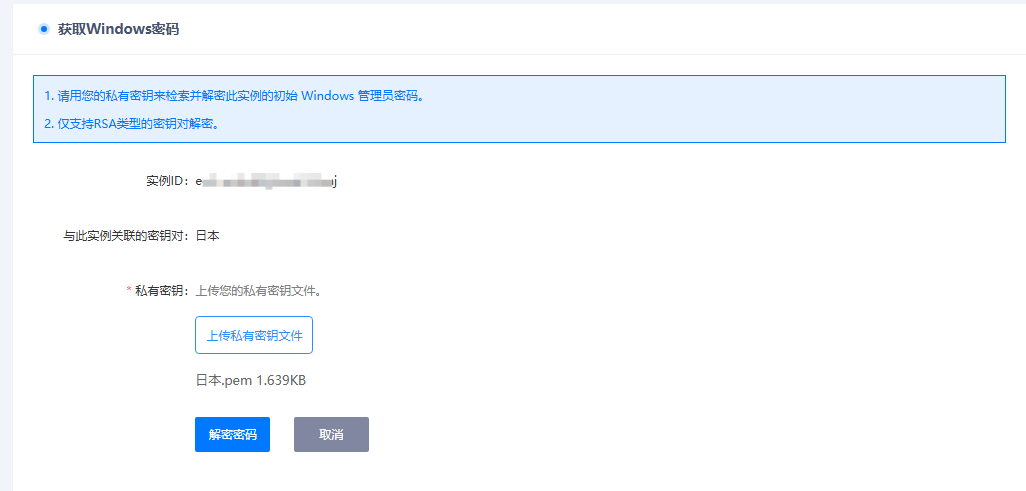 获取Windows密码
1. 请用您的私有密钥来检索并解密此实例的初始 Windows 管理员密码。
2. 仅支持RSA类型的密钥对解密。
实例ID：
与此实例关联的密钥对：日本
* 私有密钥：上传您的私有密钥文件。
上传私有密钥文件
日本.pem 1.639KB
解密密码 取消